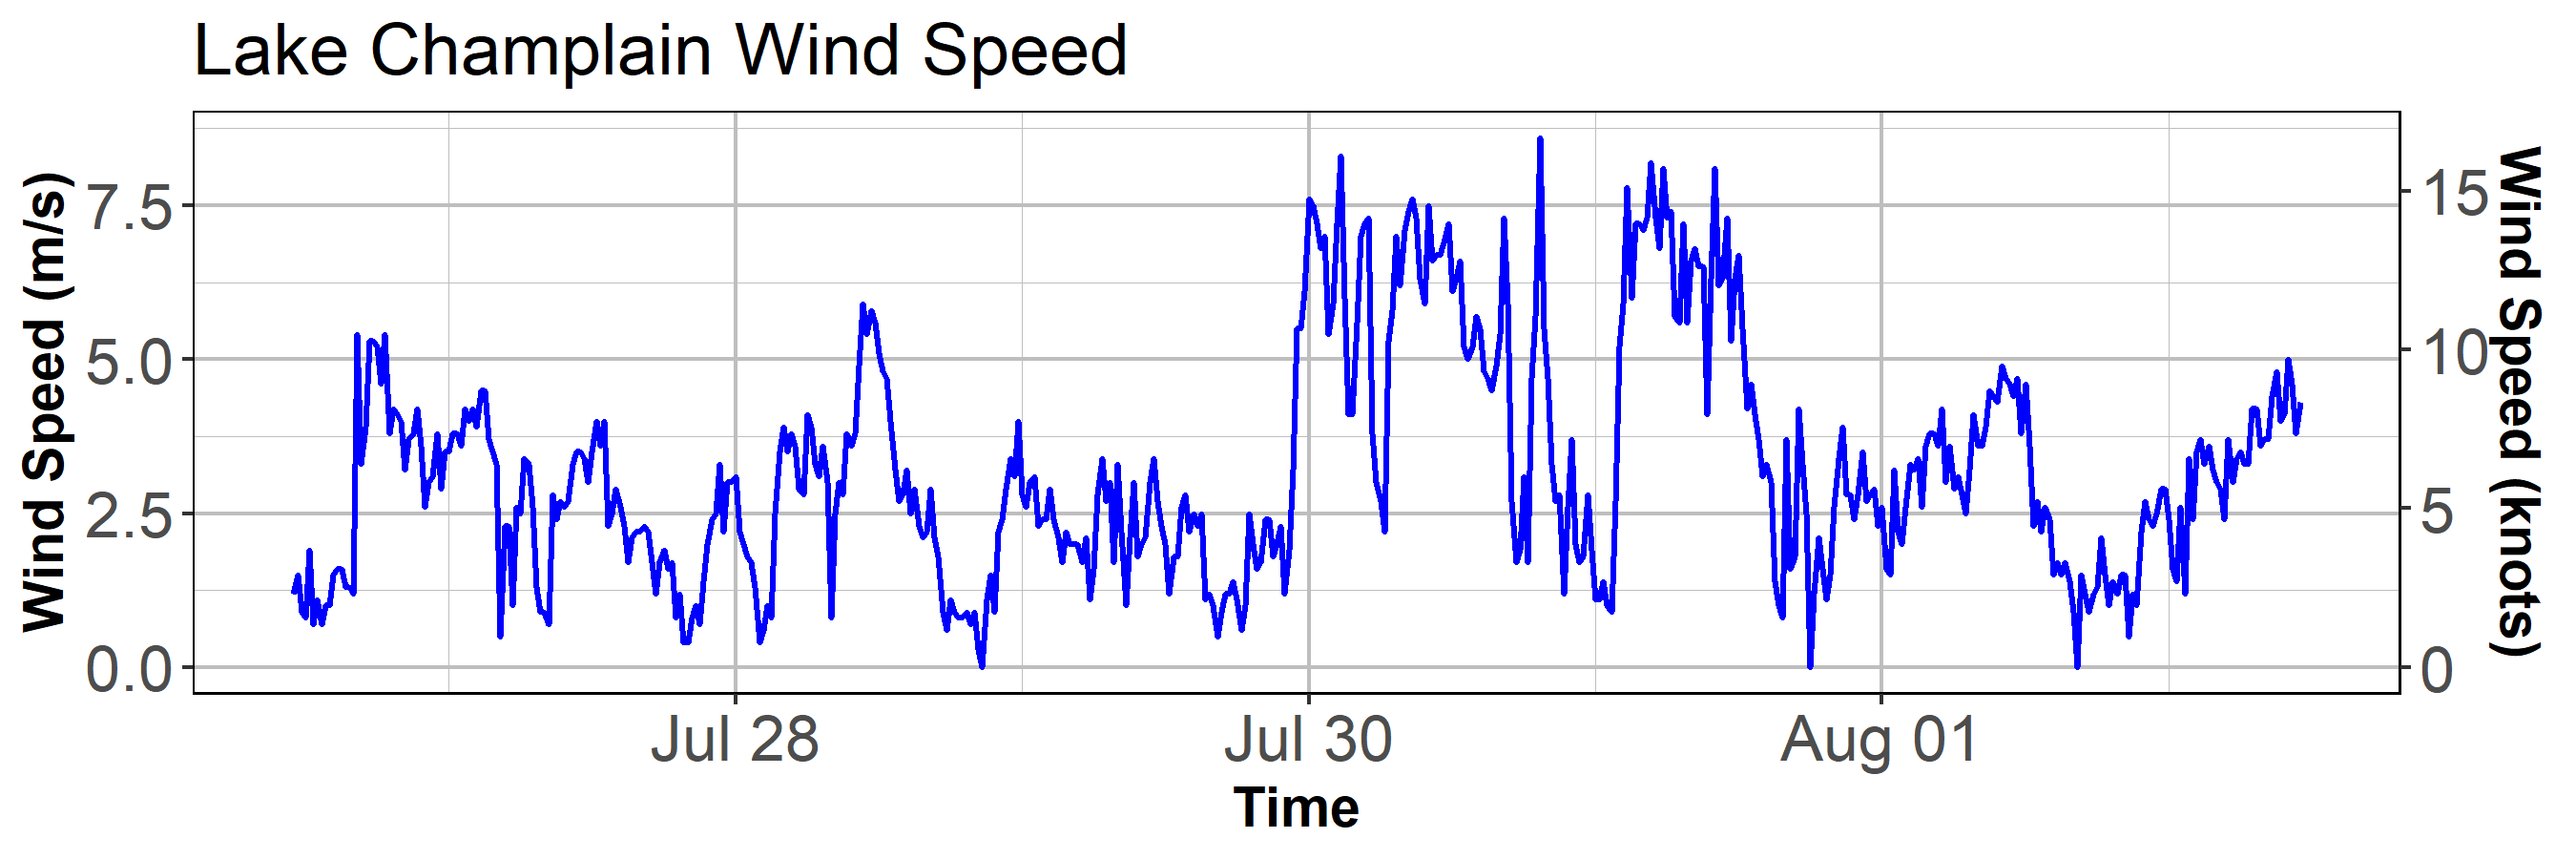 Lake Champlain Wind Speed
Wind Speed (m/s)
7.5
5.0
2.5
0.0
15
10
5
0
Wind Speed (knots)
Jul 28
Jul 30
Aug 01
Time